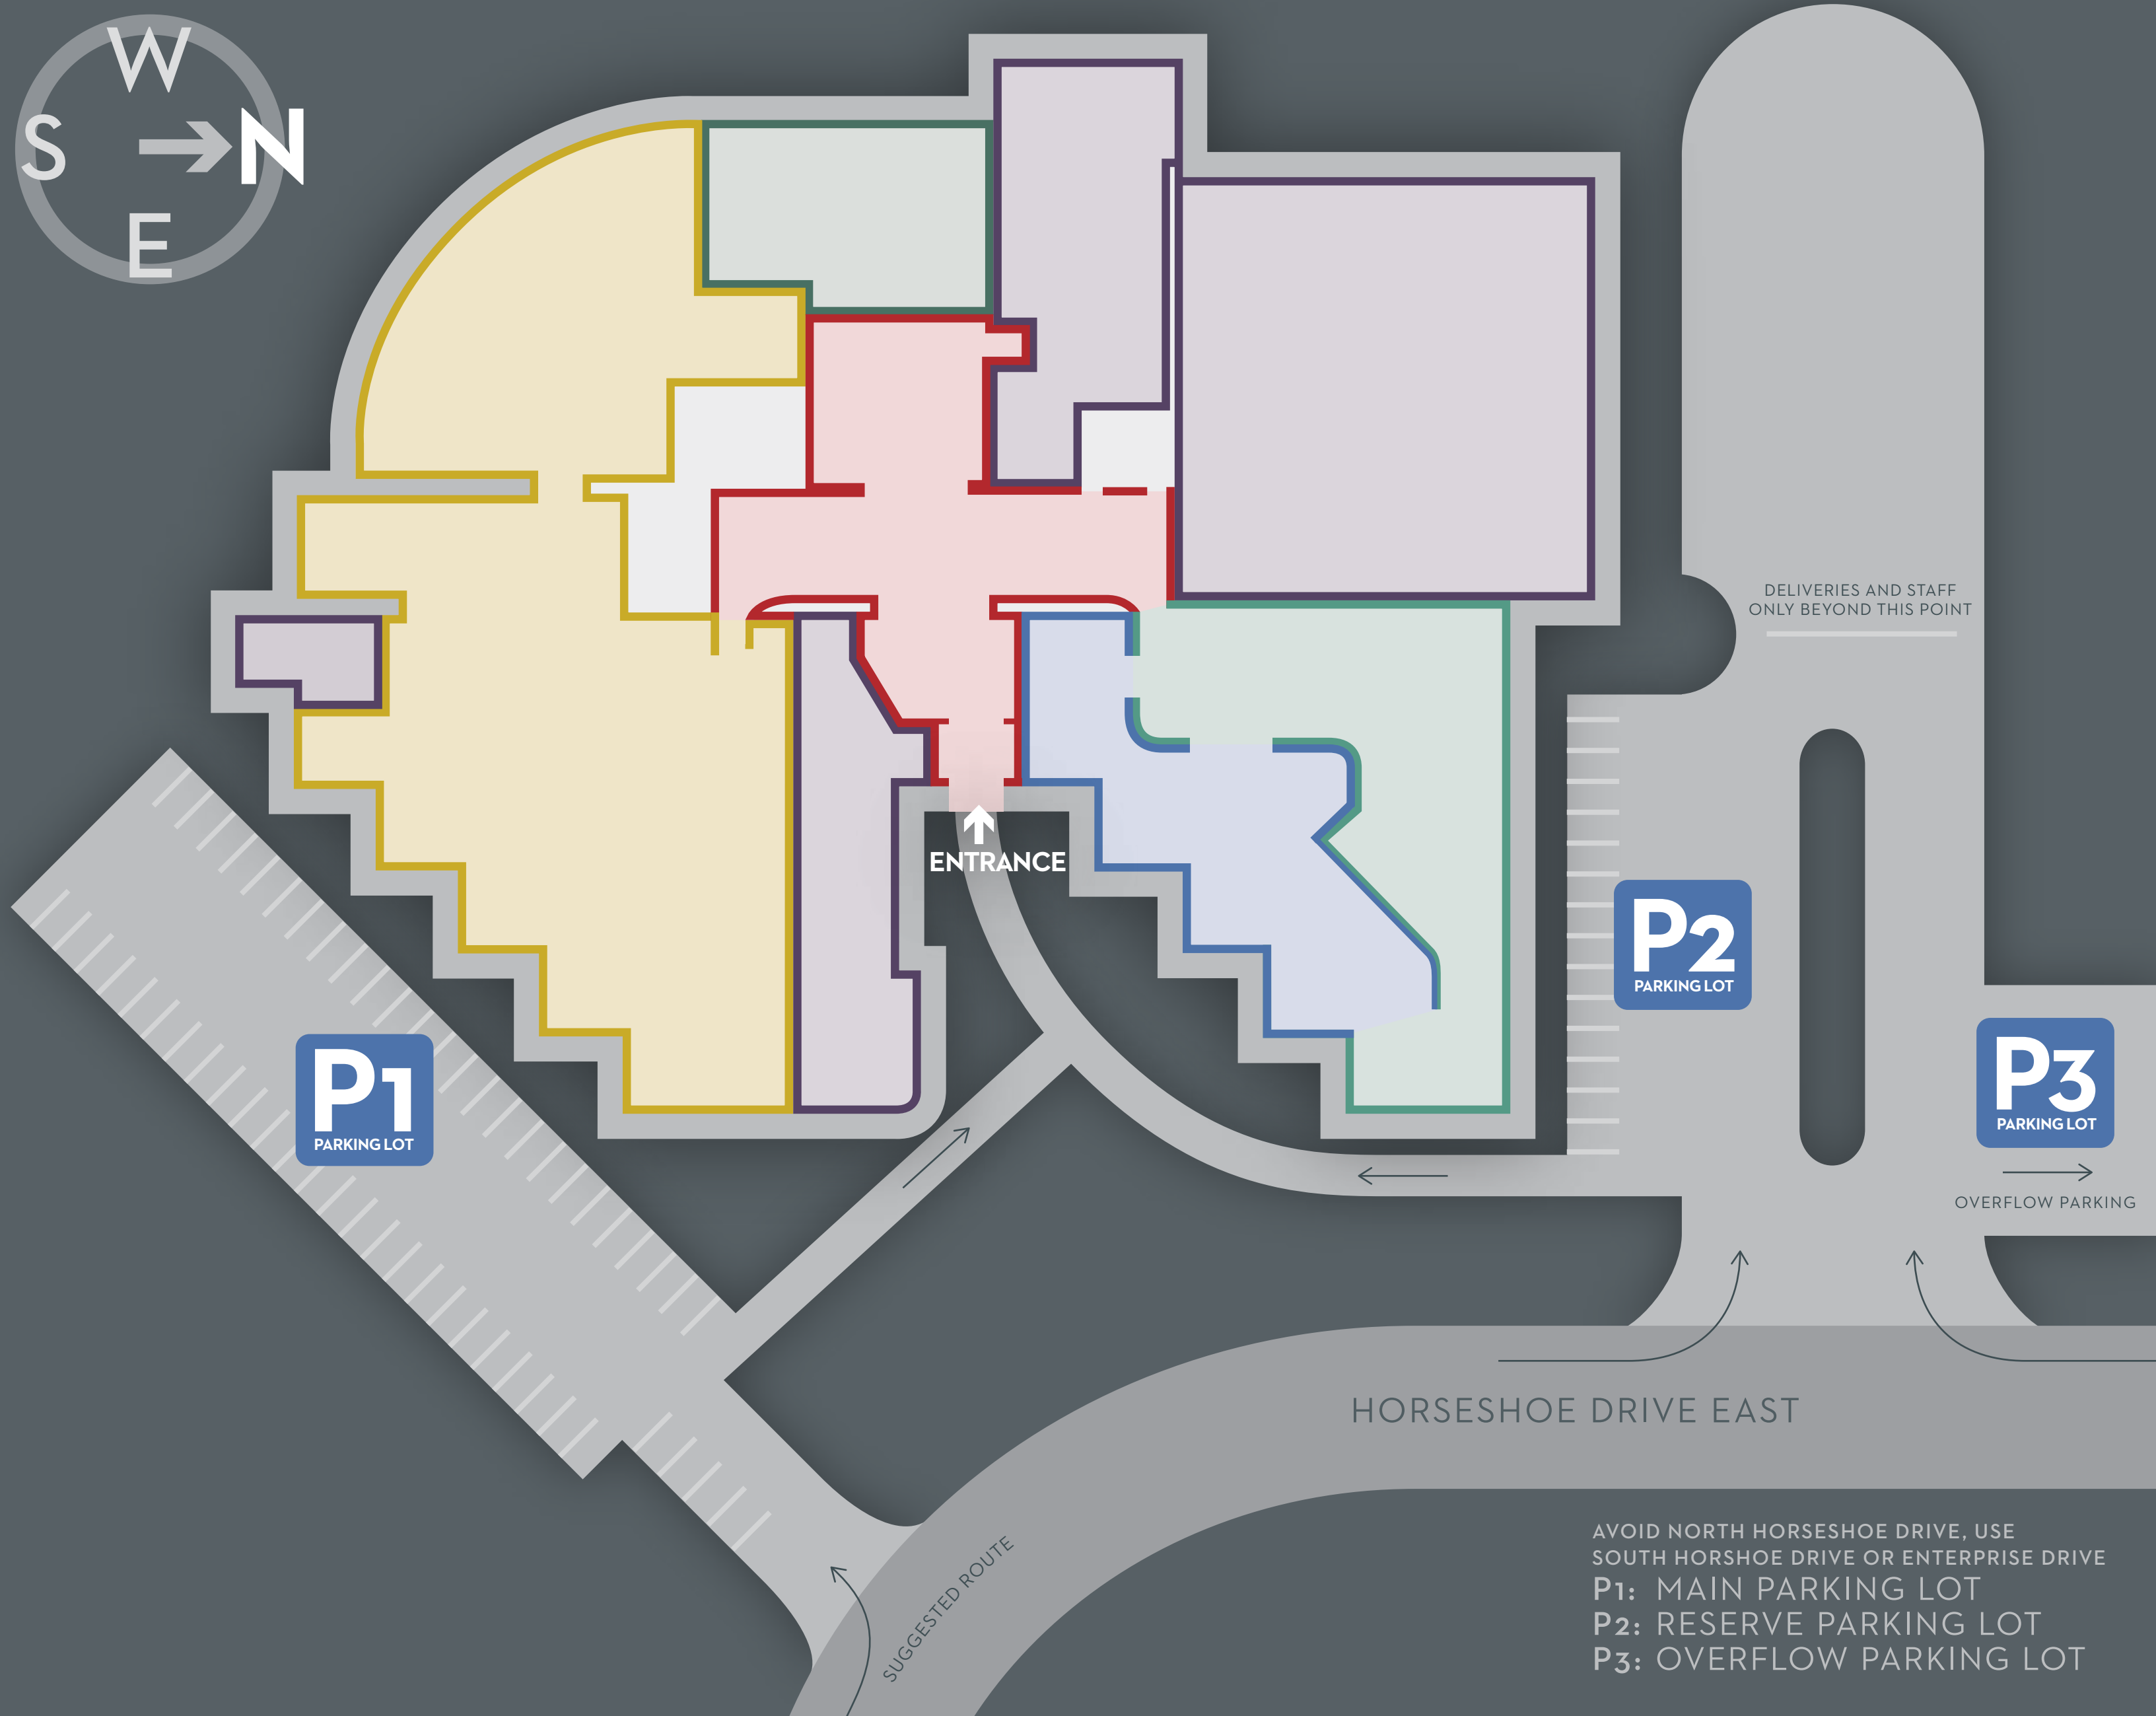 W
S
N
E
DELIVERIES AND STAFF
ONLY BEYOND THIS POINT
ENTRANCE
P2
PARKING LOT
P3
PARKING LOT
P1
PARKING LOT
OVERFLOW PARKING
HORSESHOE DRIVE EAST
SUGGESTED ROUTE
AVOID NORTH HORSESHOE DRIVE, USE
SOUTH HORSHOE DRIVE OR ENTERPRISE DRIVE
P1: MAIN PARKING LOT
P2: RESERVE PARKING LOT
P3: OVERFLOW PARKING LOT